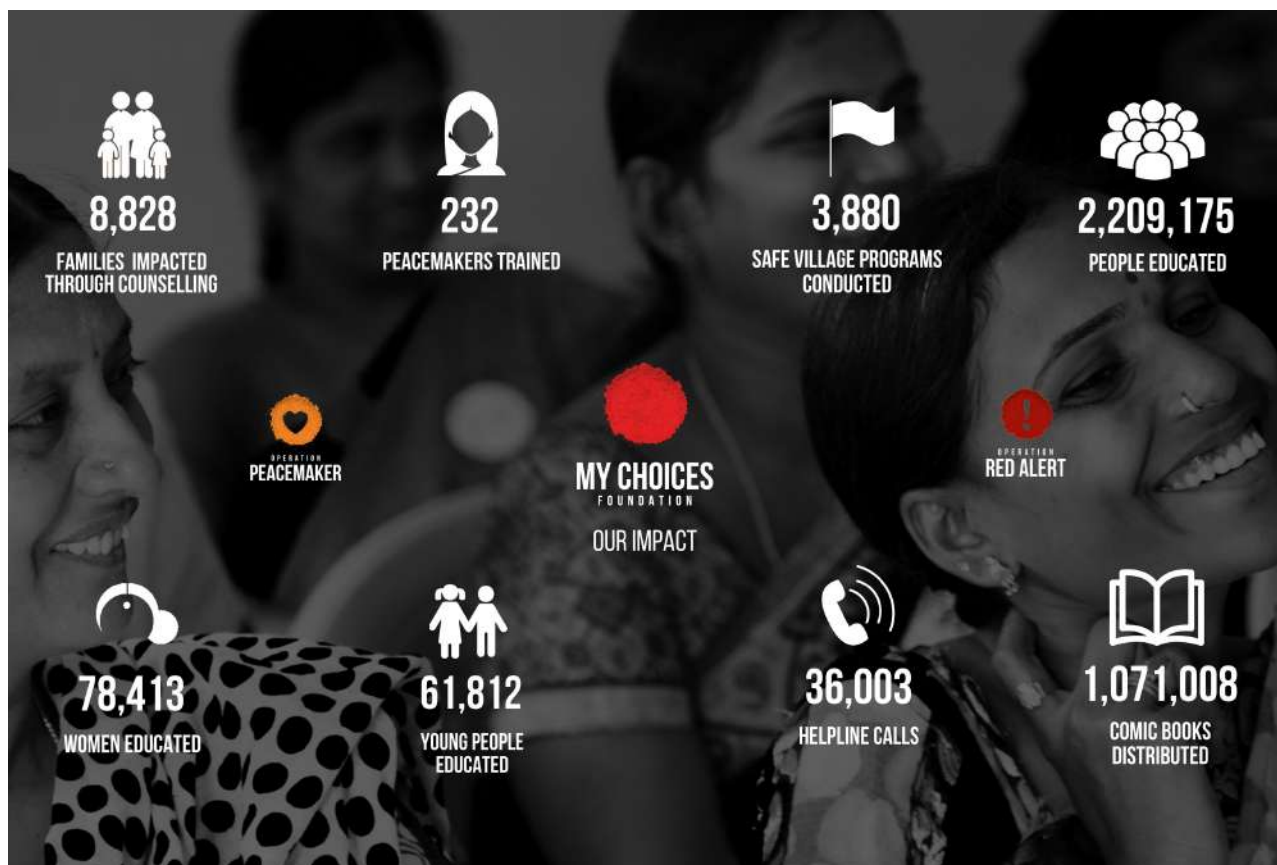 8,828
FAMILIES IMPACTED
THROUGH COUNSELLING
232
PEACEMAKERS TRAINED
3,880
SAFE VILLAGE PROGRAMS
CONDUCTED
2,209,175
PEOPLE EDUCATED
OPERATION
PEACEMAKER
MY CHOICES
FOUNDATION
OUR IMPACT
OPERATION
RED ALERT
78,413
WOMEN EDUCATED
61,812
YOUNG PEOPLE
EDUCATED
36,003
HELPLINE CALLS
1,071,008
COMIC BOOKS
DISTRIBUTED